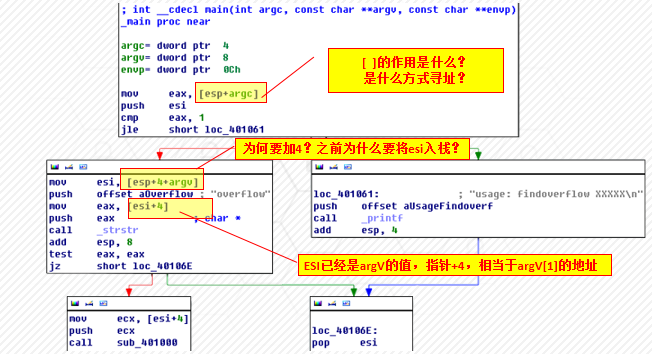 ; int __cdecl main(int argc, const char **argv, const char **envp)
_main proc near
argc= dword ptr  4
argv= dword ptr  8
envp= dword ptr  0Ch
mov     eax, [esp+argc]
push    esi
cmp     eax, 1
jle     short loc_401061
[  ]的作用是什么？
是什么方式寻址？
为何要加4？之前为什么要将esi入栈？
mov     esi, [esp+4+argv]
push    offset aOverflow ; "overflow"
mov     eax, [esi+4]
push    eax             ; char *
call    _strstr
add     esp, 8
test    eax, eax
jz      short loc_40106E
loc_401061:             ; "usage: findoverflow XXXXX\n"
push    offset aUsageFindoverf
call    _printf
add     esp, 4
ESI已经是argV的值，指针+4，相当于argV[1]的地址
mov     ecx, [esi+4]
push    ecx
call    sub_401000
loc_40106E:
pop     esi